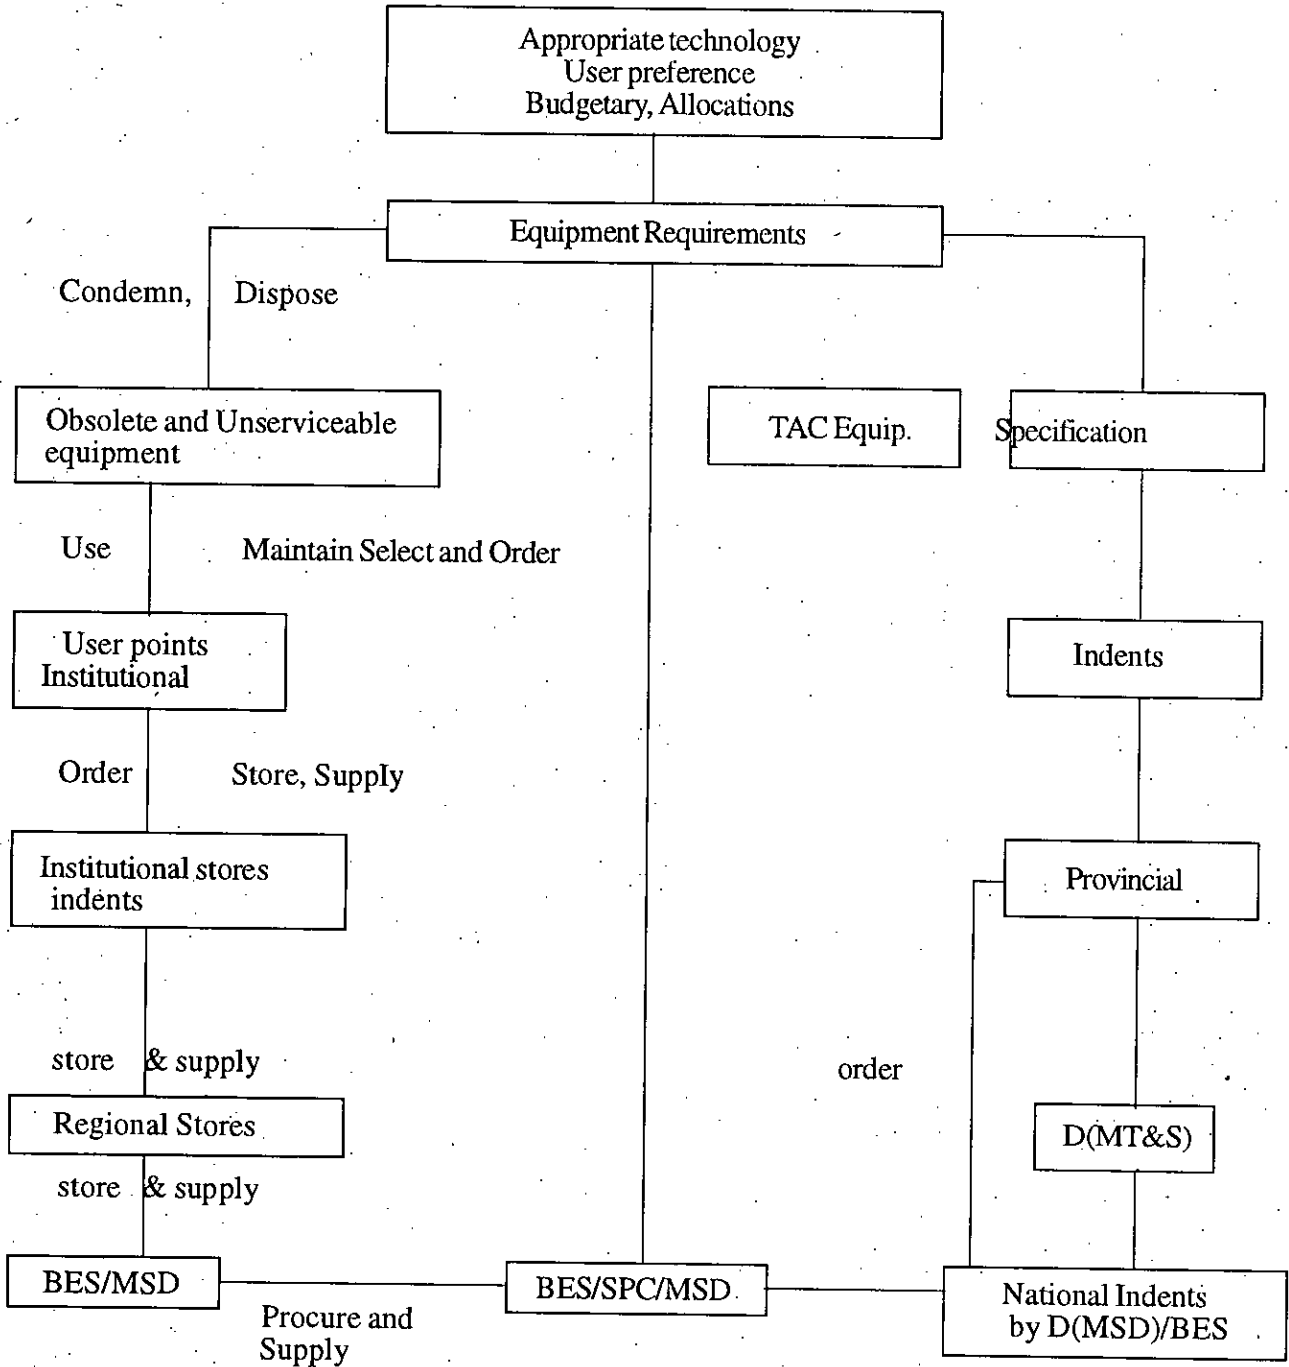 Appropriate technology
User preference
Budgetary, Allocations
Equipment Requirements
Condemn, Dispose
Obsolete and Unserviceable
equipment
TAC Equip.
Specification
Use Maintain Select and Order
User points
Institutional
Indents
Order Store, Supply
Institutional stores
indents
Provincial
store & supply
order
Regional Stores
D(MT&S)
store & supply
BES/MSD
BES/SPC/MSD
National Indents
by D(MSD)/BES
Procure and
Supply